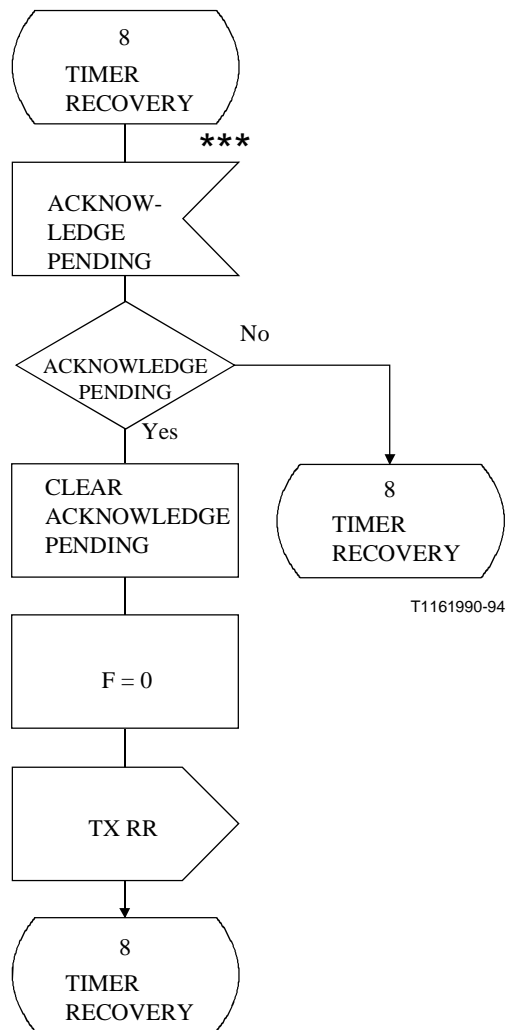 8
TIMER
RECOVERY
***
ACKNOW-
LEDGE
PENDING
ACKNOWLEDGE
PENDING
No
Yes
CLEAR
ACKNOWLEDGE
PENDING
8
TIMER
RECOVERY
T1161990-94
F = 0
TX RR
8
TIMER
RECOVERY